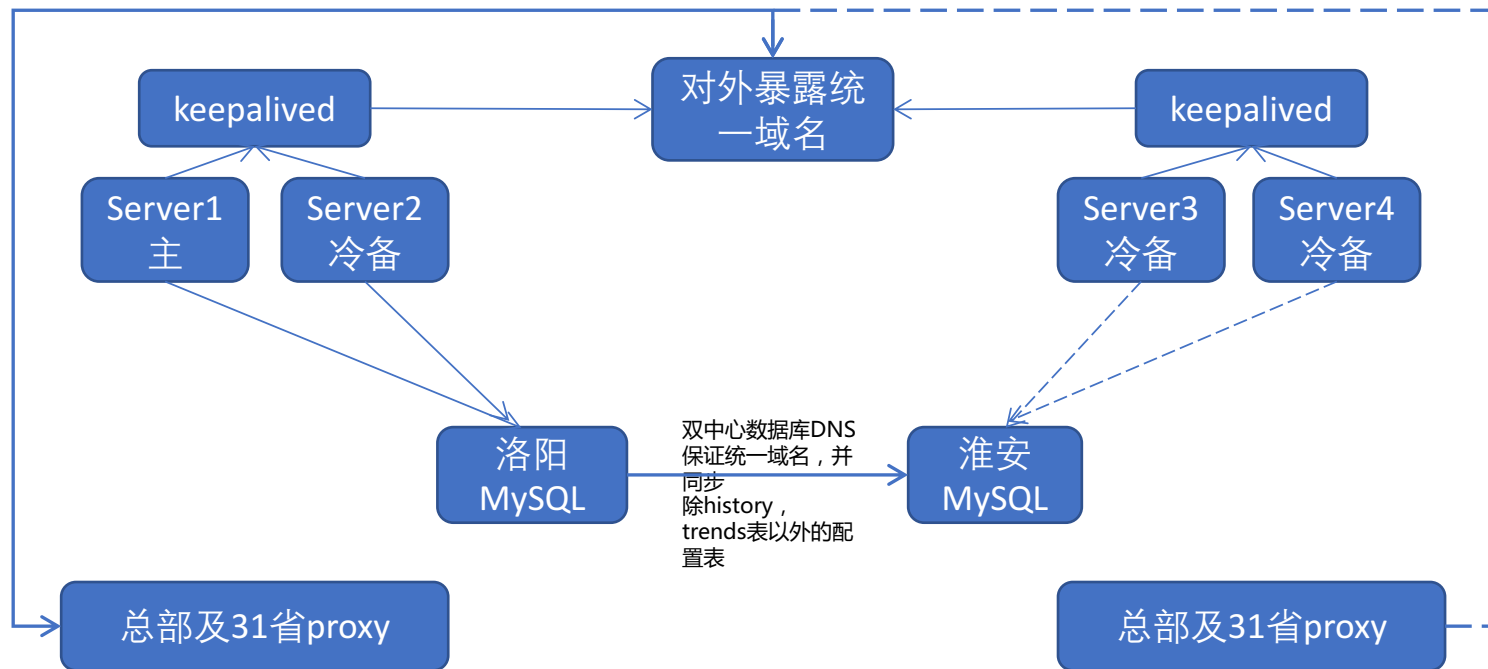 对外暴露统
一域名
keepalived
keepalived
Server1
主
Server2
冷备
Server3
冷备
Server4
冷备
洛阳
MySQL
双中心数据库DNS
保证统一域名，并
同步
除history，
trends表以外的配
置表
淮安
MySQL
总部及31省proxy
总部及31省proxy